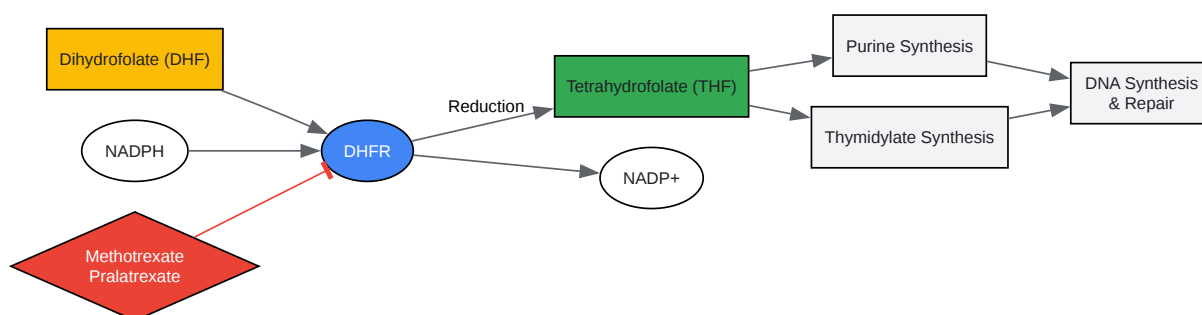 Dihydrofolate (DHF)
NADPH
Methotrexate
Pralatrexate
DHFR
Reduction
Tetrahydrofolate (THF)
NADP+
Purine Synthesis
Thymidylate Synthesis
DNA Synthesis
& Repair